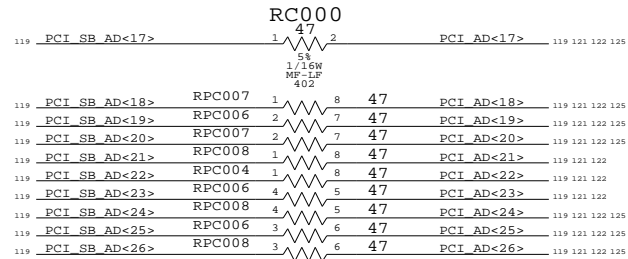 RC000
47
119 PCI_SB_AD<17> 1 2 PCI_AD<17> 119 121 122 125
5%
1/16W
MF-LF
402
119 PCI_SB_AD<18> RPC007 1 8 47 PCI_AD<18> 119 121 122 125
119 PCI_SB_AD<19> RPC006 2 7 47 PCI_AD<19> 119 121 122 125
119 PCI_SB_AD<20> RPC007 2 7 47 PCI_AD<20> 119 121 122 125
119 PCI_SB_AD<21> RPC008 1 8 47 PCI_AD<21> 119 121 122
119 PCI_SB_AD<22> RPC004 1 8 47 PCI_AD<22> 119 121 122
119 PCI_SB_AD<23> RPC006 4 5 47 PCI_AD<23> 119 121 122
119 PCI_SB_AD<24> RPC008 4 5 47 PCI_AD<24> 119 121 122 125
119 PCI_SB_AD<25> RPC006 3 6 47 PCI_AD<25> 119 121 122 125
119 PCI_SB_AD<26> RPC008 3 6 47 PCI_AD<26> 119 121 122 125